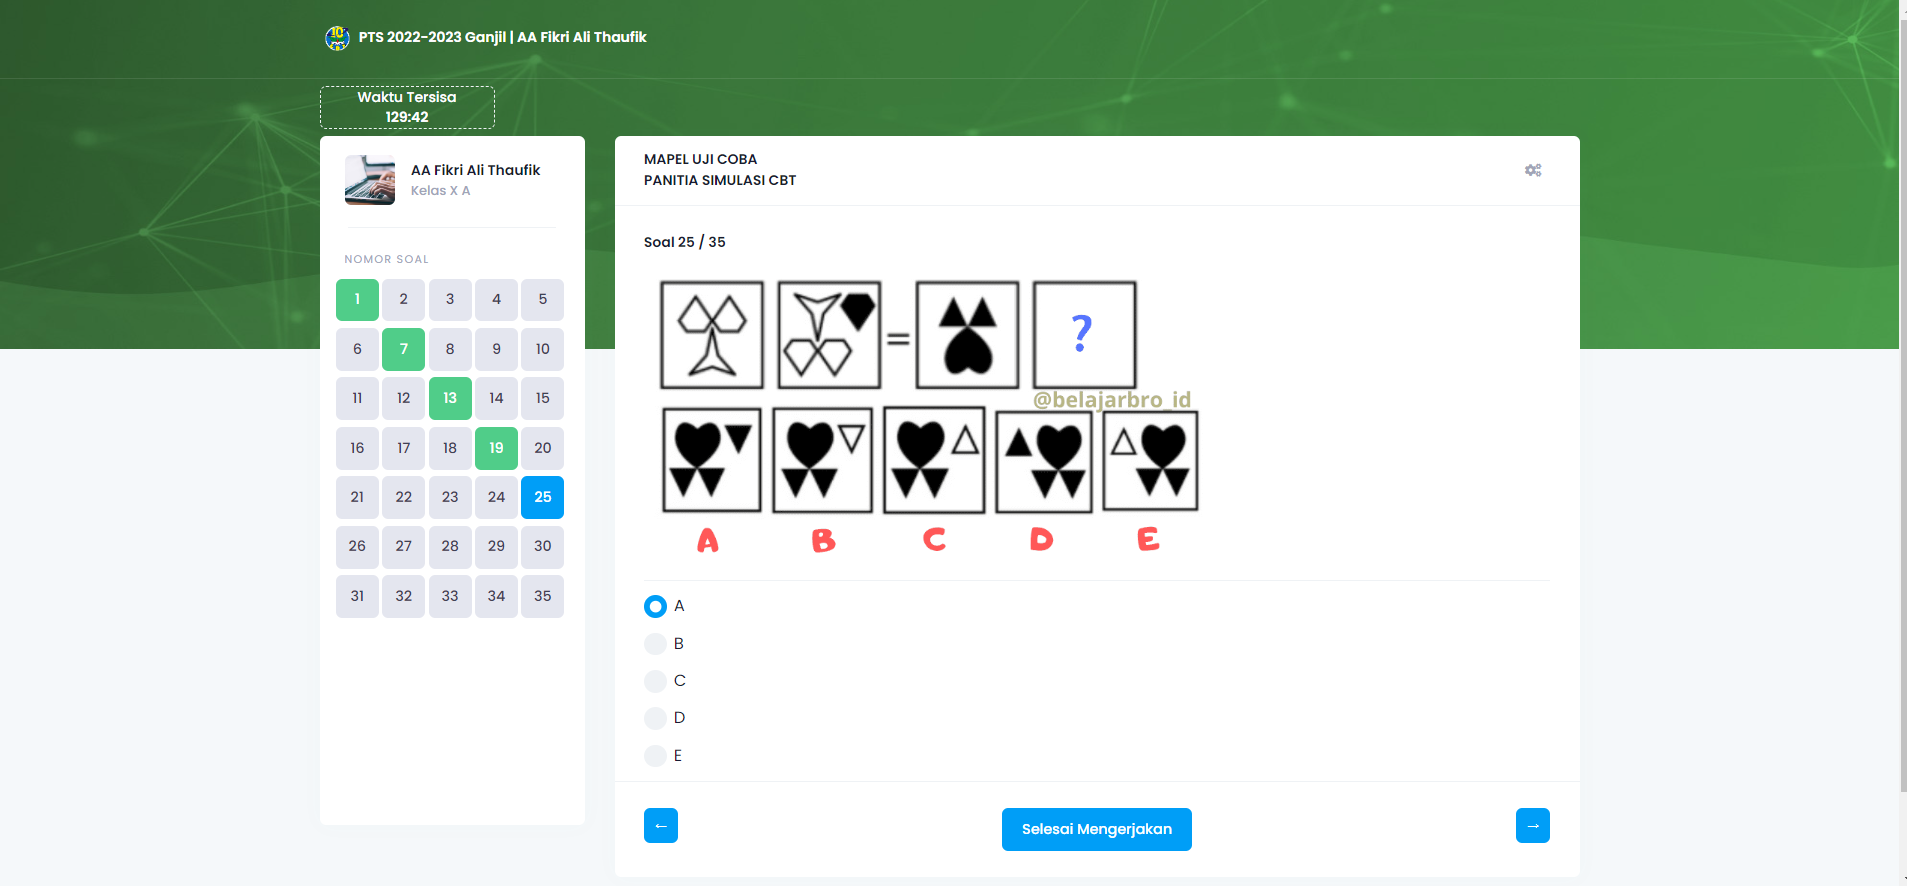 PTS 2022-2023 Ganjil | AA Fikri Ali Thaufik
Waktu Tersisa
129:42
AA Fikri Ali Thaufik
Kelas X A
NOMOR SOAL
1 2 3 4 5
6 7 8 9 10
11 12 13 14 15
16 17 18 19 20
21 22 23 24 25
26 27 28 29 30
31 32 33 34 35
MAPEL UJI COBA
PANITIA SIMULASI CBT
Soal 25 / 35
= ?
@belajarbro_id
A B C D E
A
B
C
D
E
← Selesai Mengerjakan →